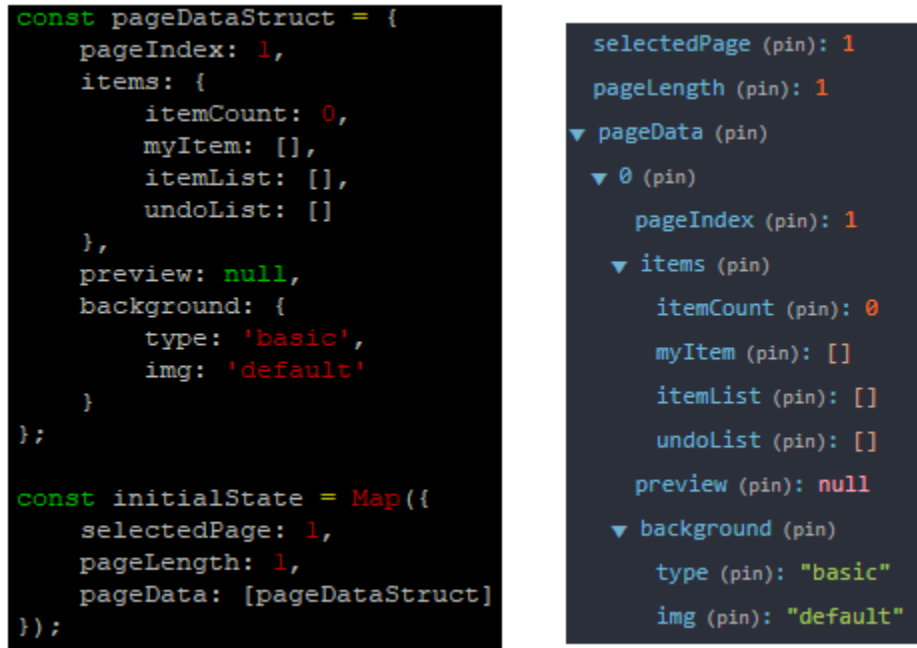 const pageDataStruct = {
    pageIndex: 1,
    items: {
        itemCount: 0,
        myItem: [],
        itemList: [],
        undoList: []
    },
    preview: null,
    background: {
        type: 'basic',
        img: 'default'
    }
};
const initialState = Map({
    selectedPage: 1,
    pageLength: 1,
    pageData: [pageDataStruct]
});
selectedPage (pin): 1
pageLength (pin): 1
▼ pageData (pin)
▼ 0 (pin)
pageIndex (pin): 1
▼ items (pin)
itemCount (pin): 0
myItem (pin): []
itemList (pin): []
undoList (pin): []
preview (pin): null
▼ background (pin)
type (pin): "basic"
img (pin): "default"